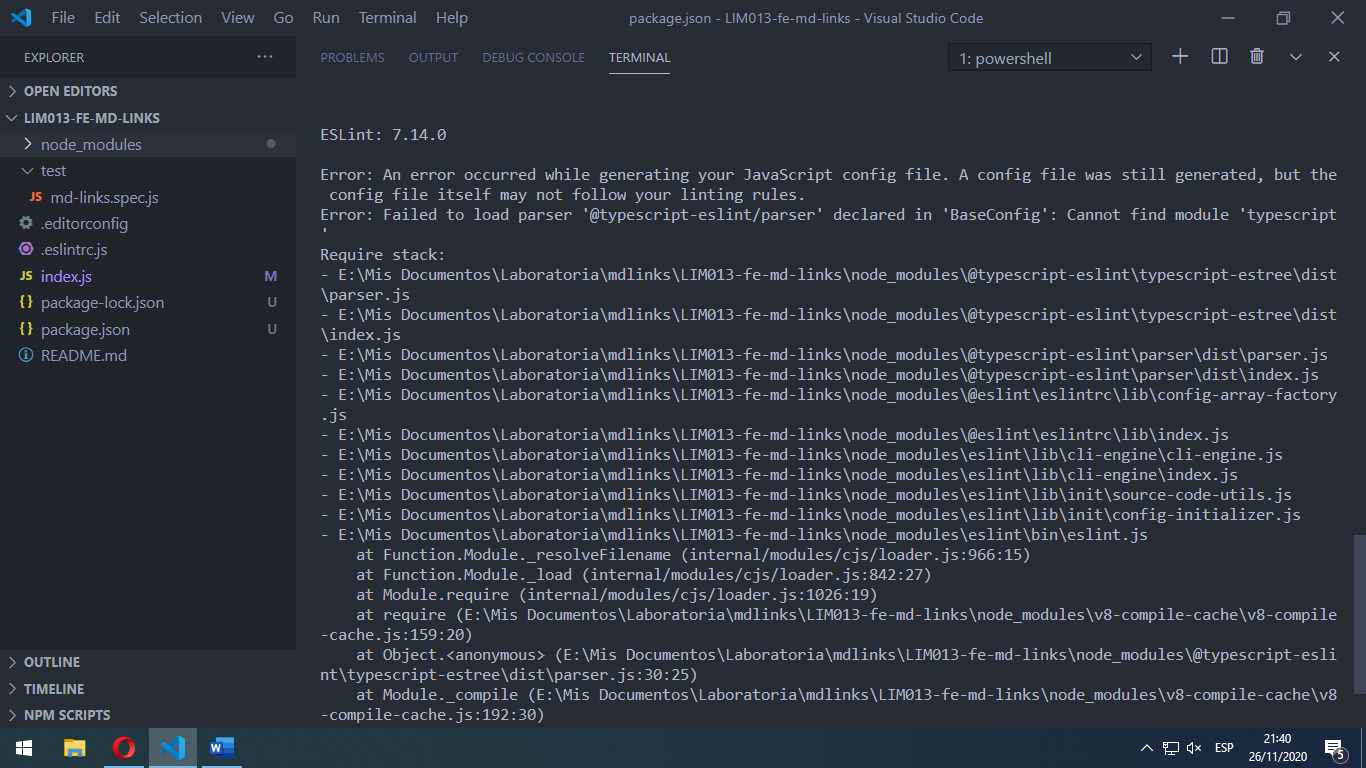 File Edit Selection View Go Run Terminal Help package.json - LIM013-fe-md-links - Visual Studio Code
EXPLORER ··· PROBLEMS OUTPUT DEBUG CONSOLE TERMINAL 1: powershell
OPEN EDITORS
LIM013-FE-MD-LINKS
node_modules
test
JS md-links.spec.js
.editorconfig
.eslintrc.js
JS index.js M
{} package-lock.json U
{} package.json U
README.md
OUTLINE
TIMELINE
NPM SCRIPTS
ESLint: 7.14.0
Error: An error occurred while generating your JavaScript config file. A config file was still generated, but the
config file itself may not follow your linting rules.
Error: Failed to load parser '@typescript-eslint/parser' declared in 'BaseConfig': Cannot find module 'typescript
'
Require stack:
- E:\Mis Documentos\Laboratoria\mdlinks\LIM013-fe-md-links\node_modules\@typescript-eslint\typescript-estree\dist
\parser.js
- E:\Mis Documentos\Laboratoria\mdlinks\LIM013-fe-md-links\node_modules\@typescript-eslint\typescript-estree\dist
\index.js
- E:\Mis Documentos\Laboratoria\mdlinks\LIM013-fe-md-links\node_modules\@typescript-eslint\parser\dist\parser.js
- E:\Mis Documentos\Laboratoria\mdlinks\LIM013-fe-md-links\node_modules\@typescript-eslint\parser\dist\index.js
- E:\Mis Documentos\Laboratoria\mdlinks\LIM013-fe-md-links\node_modules\@eslint\eslintrc\lib\config-array-factory
.js
- E:\Mis Documentos\Laboratoria\mdlinks\LIM013-fe-md-links\node_modules\@eslint\eslintrc\lib\index.js
- E:\Mis Documentos\Laboratoria\mdlinks\LIM013-fe-md-links\node_modules\eslint\lib\cli-engine\cli-engine.js
- E:\Mis Documentos\Laboratoria\mdlinks\LIM013-fe-md-links\node_modules\eslint\lib\cli-engine\index.js
- E:\Mis Documentos\Laboratoria\mdlinks\LIM013-fe-md-links\node_modules\eslint\lib\init\source-code-utils.js
- E:\Mis Documentos\Laboratoria\mdlinks\LIM013-fe-md-links\node_modules\eslint\lib\init\config-initializer.js
- E:\Mis Documentos\Laboratoria\mdlinks\LIM013-fe-md-links\node_modules\eslint\bin\eslint.js
at Function.Module._resolveFilename (internal/modules/cjs/loader.js:966:15)
at Function.Module._load (internal/modules/cjs/loader.js:842:27)
at Module.require (internal/modules/cjs/loader.js:1026:19)
at require (E:\Mis Documentos\Laboratoria\mdlinks\LIM013-fe-md-links\node_modules\v8-compile-cache\v8-compile
-cache.js:159:20)
at Object.<anonymous> (E:\Mis Documentos\Laboratoria\mdlinks\LIM013-fe-md-links\node_modules\@typescript-esli
nt\typescript-estree\dist\parser.js:30:25)
at Module._compile (E:\Mis Documentos\Laboratoria\mdlinks\LIM013-fe-md-links\node_modules\v8-compile-cache\v8
-compile-cache.js:192:30)
ESP 21:40
26/11/2020 5